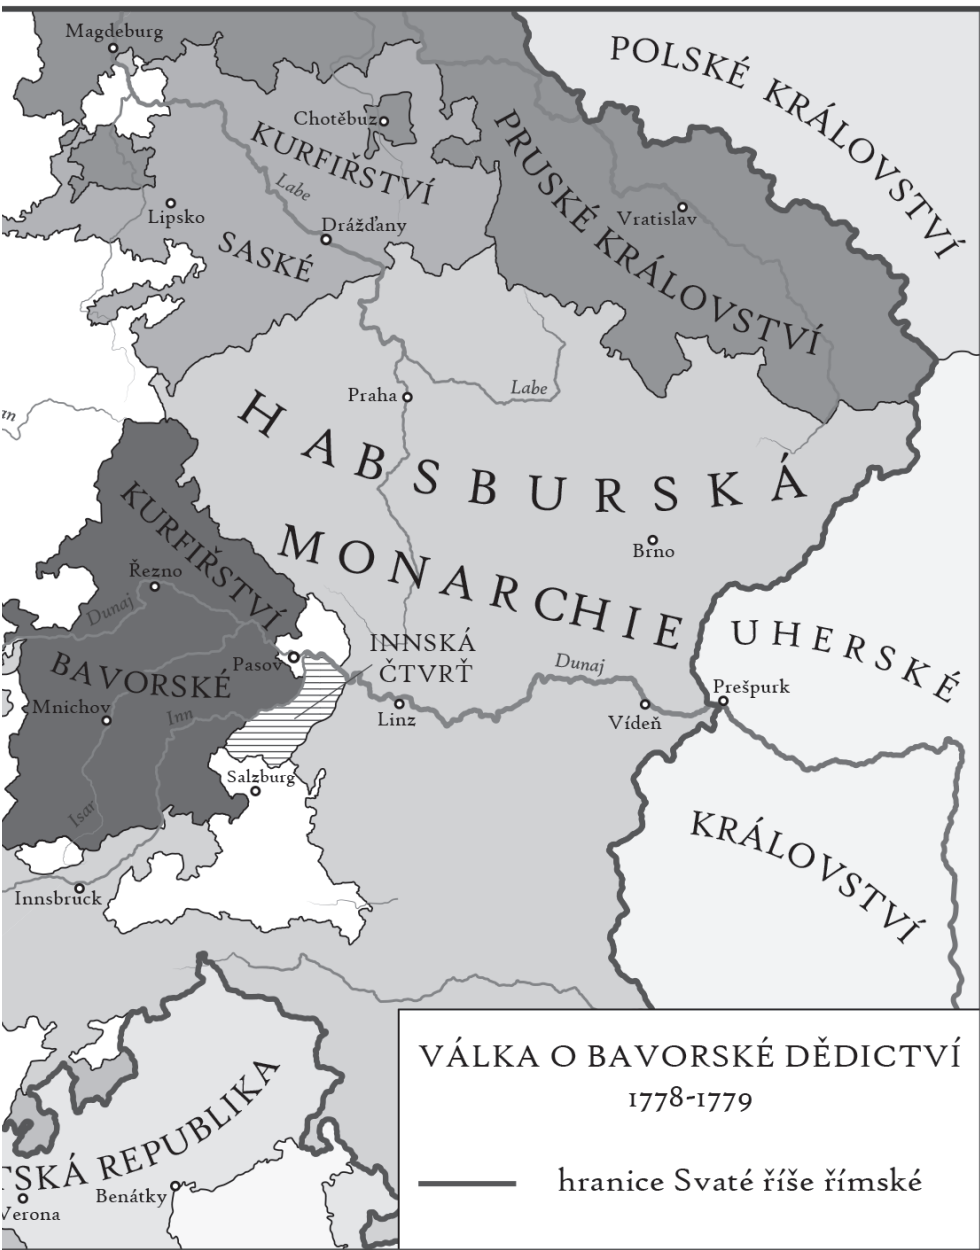 Magdeburg
POLSKÉ KRÁLOVSTVÍ
Chotěbuz
KURFIŘSTVÍ
PRUSKÉ KRÁLOVSTVÍ
Labe
Lipsko
Vratislav
Drážďany
SASKÉ
Praha
Labe
an
HABSBURSKÁ
KURFIŘSTVÍ
MONARCHIE
Brno
Řezno
Dunaj
UHERSKÉ
INNSKÁ
ČTVRŤ
BAVORSKÉ
Pasov
Dunaj
Prešpurk
Mnichov
Inn
Linz
Vídeň
Salzburg
Isar
KRÁLOVSTVÍ
Innsbruck
VÁLKA O BAVORSKÉ DĚDICTVÍ
1778-1779
TSKÁ REPUBLIKA
hranice Svaté říše římské
Benátky
Verona